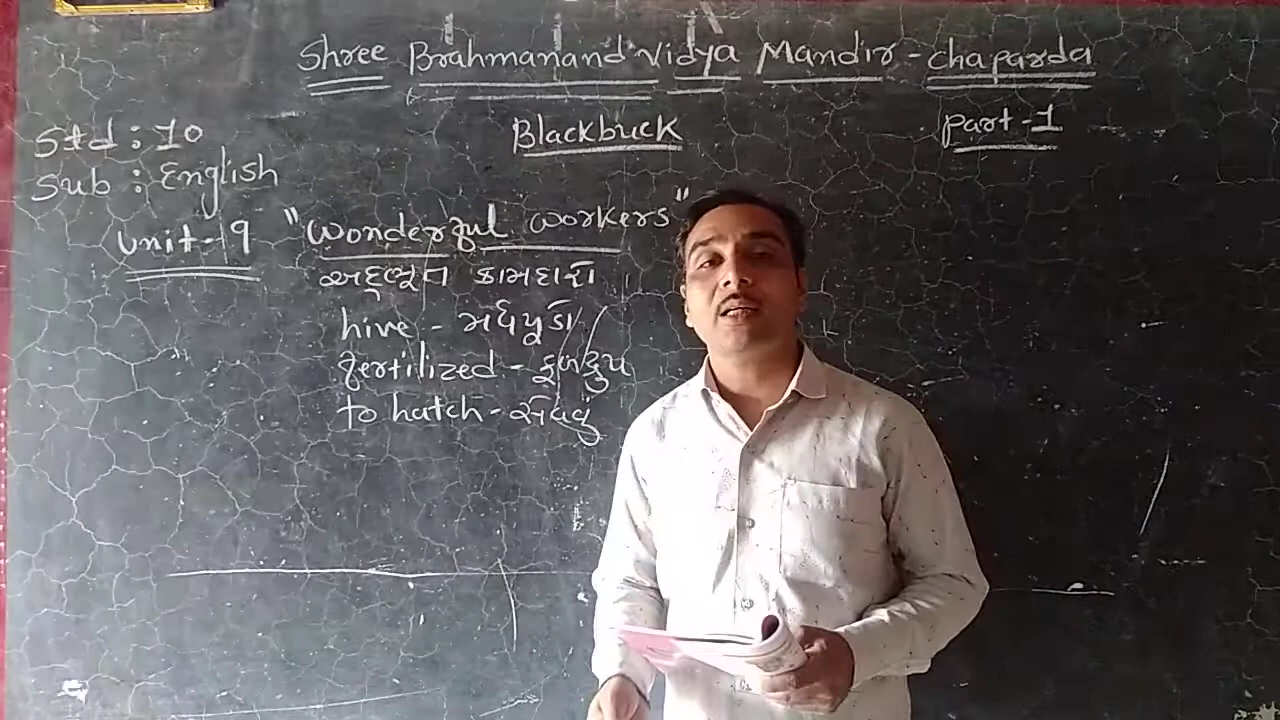 Shree Brahmanand Vidya Mandir - chaparda
Std : 10
Blackbuck
Part - 1
Sub : English
Unit - 9 "Wonderful workers"
અદ્ભૂત કામદારો
hive - મધપૂડા
fertilized - ફળદ્રુપ
to hatch - સેવવું